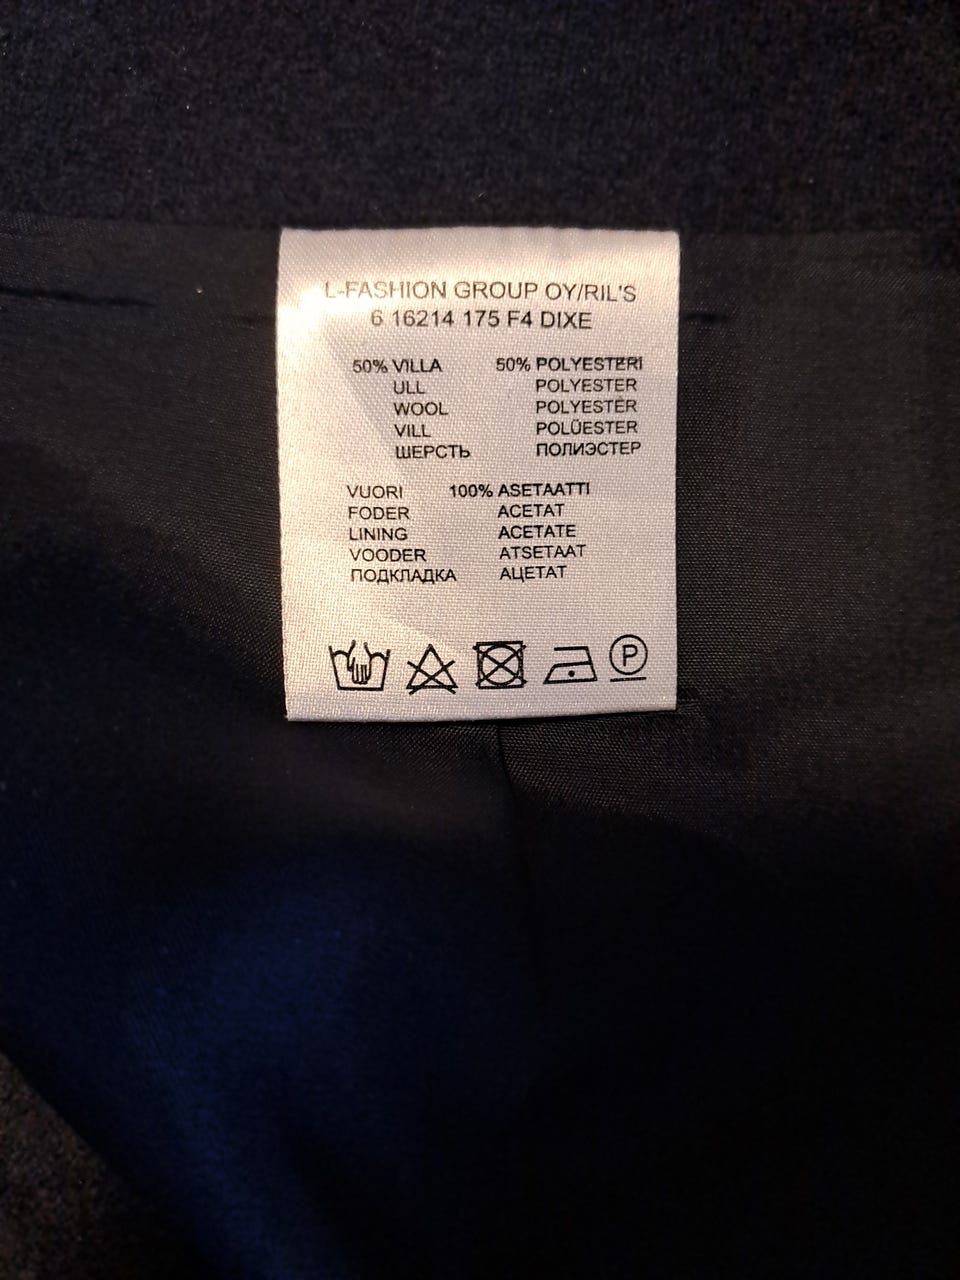 L-FASHION GROUP OY/RIL'S
6 16214 175 F4 DIXE
50% VILLA 50% POLYESTERI
ULL POLYESTER
WOOL POLYESTER
VILL POLÜESTER
ШЕРСТЬ ПОЛИЭСТЕР
VUORI 100% ASETAATTI
FODER ACETAT
LINING ACETATE
VOODER ATSETAAT
ПОДКЛАДКА АЦЕТАТ
P